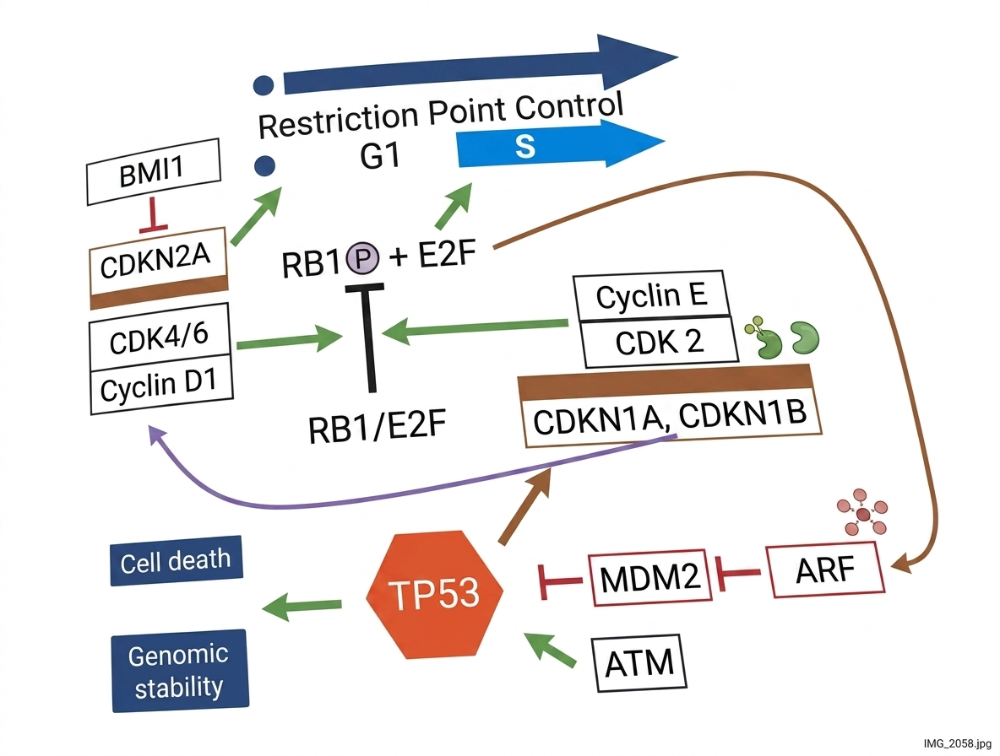 Restriction Point Control
G1
S
BMI1
CDKN2A
RB1 P + E2F
Cyclin E
CDK4/6
CDK 2
Cyclin D1
CDKN1A, CDKN1B
RB1/E2F
Cell death
TP53
MDM2
ARF
Genomic
stability
ATM
IMG_2058.jpg